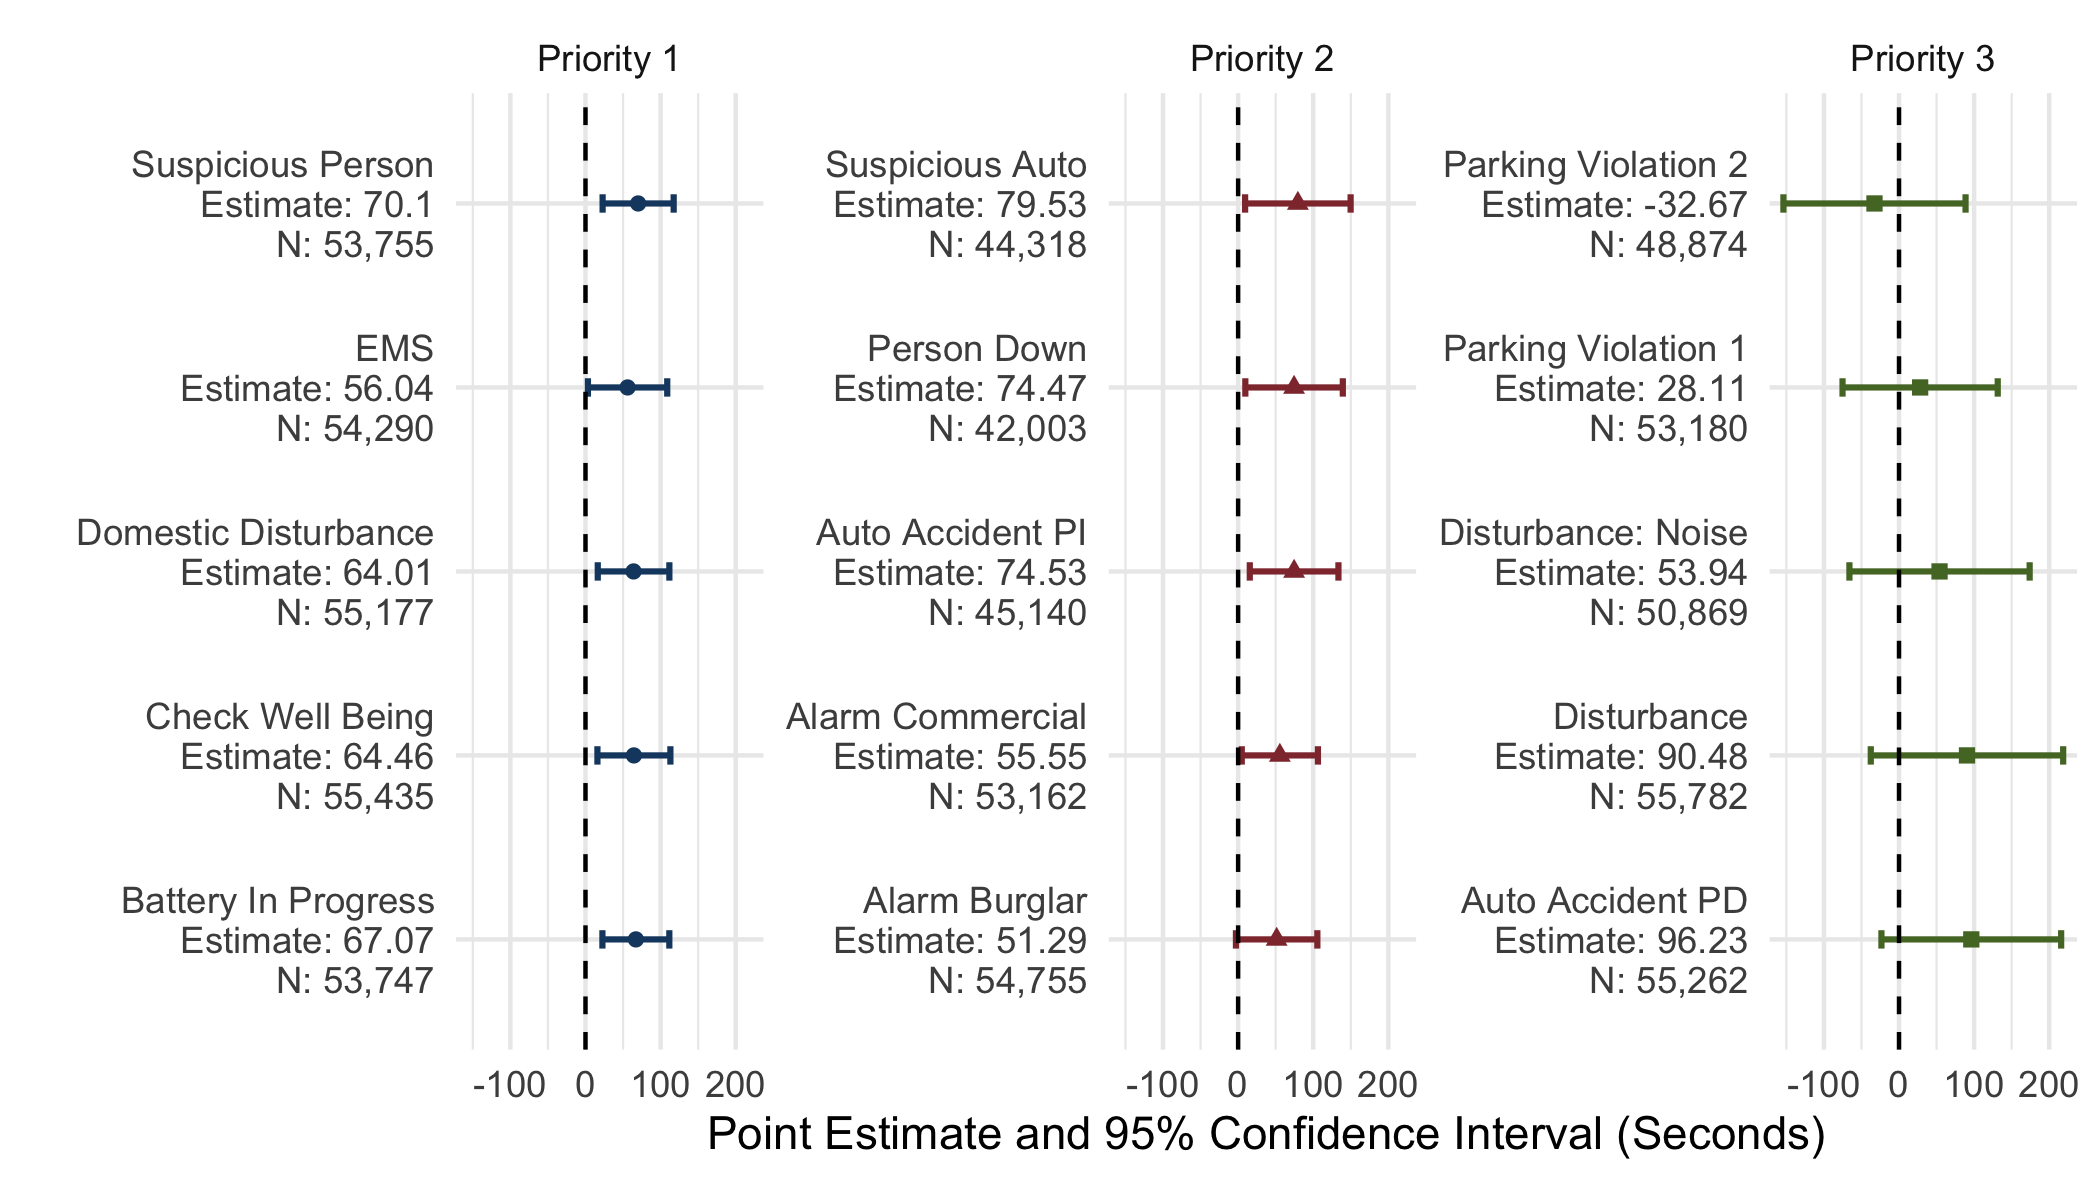 Priority 1
Suspicious Person
Estimate: 70.1
N: 53,755
EMS
Estimate: 56.04
N: 54,290
Domestic Disturbance
Estimate: 64.01
N: 55,177
Check Well Being
Estimate: 64.46
N: 55,435
Battery In Progress
Estimate: 67.07
N: 53,747
-100 0 100 200
Priority 2
Suspicious Auto
Estimate: 79.53
N: 44,318
Person Down
Estimate: 74.47
N: 42,003
Auto Accident PI
Estimate: 74.53
N: 45,140
Alarm Commercial
Estimate: 55.55
N: 53,162
Alarm Burglar
Estimate: 51.29
N: 54,755
-100 0 100 200
Priority 3
Parking Violation 2
Estimate: -32.67
N: 48,874
Parking Violation 1
Estimate: 28.11
N: 53,180
Disturbance: Noise
Estimate: 53.94
N: 50,869
Disturbance
Estimate: 90.48
N: 55,782
Auto Accident PD
Estimate: 96.23
N: 55,262
-100 0 100 200
Point Estimate and 95% Confidence Interval (Seconds)